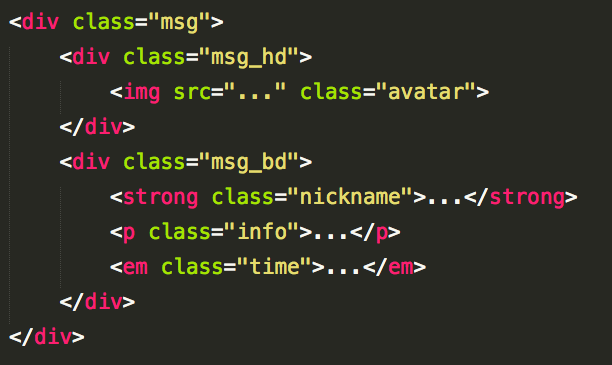 <div class="msg">
    <div class="msg_hd">
        <img src="..." class="avatar">
    </div>
    <div class="msg_bd">
        <strong class="nickname">...</strong>
        <p class="info">...</p>
        <em class="time">...</em>
    </div>
</div>